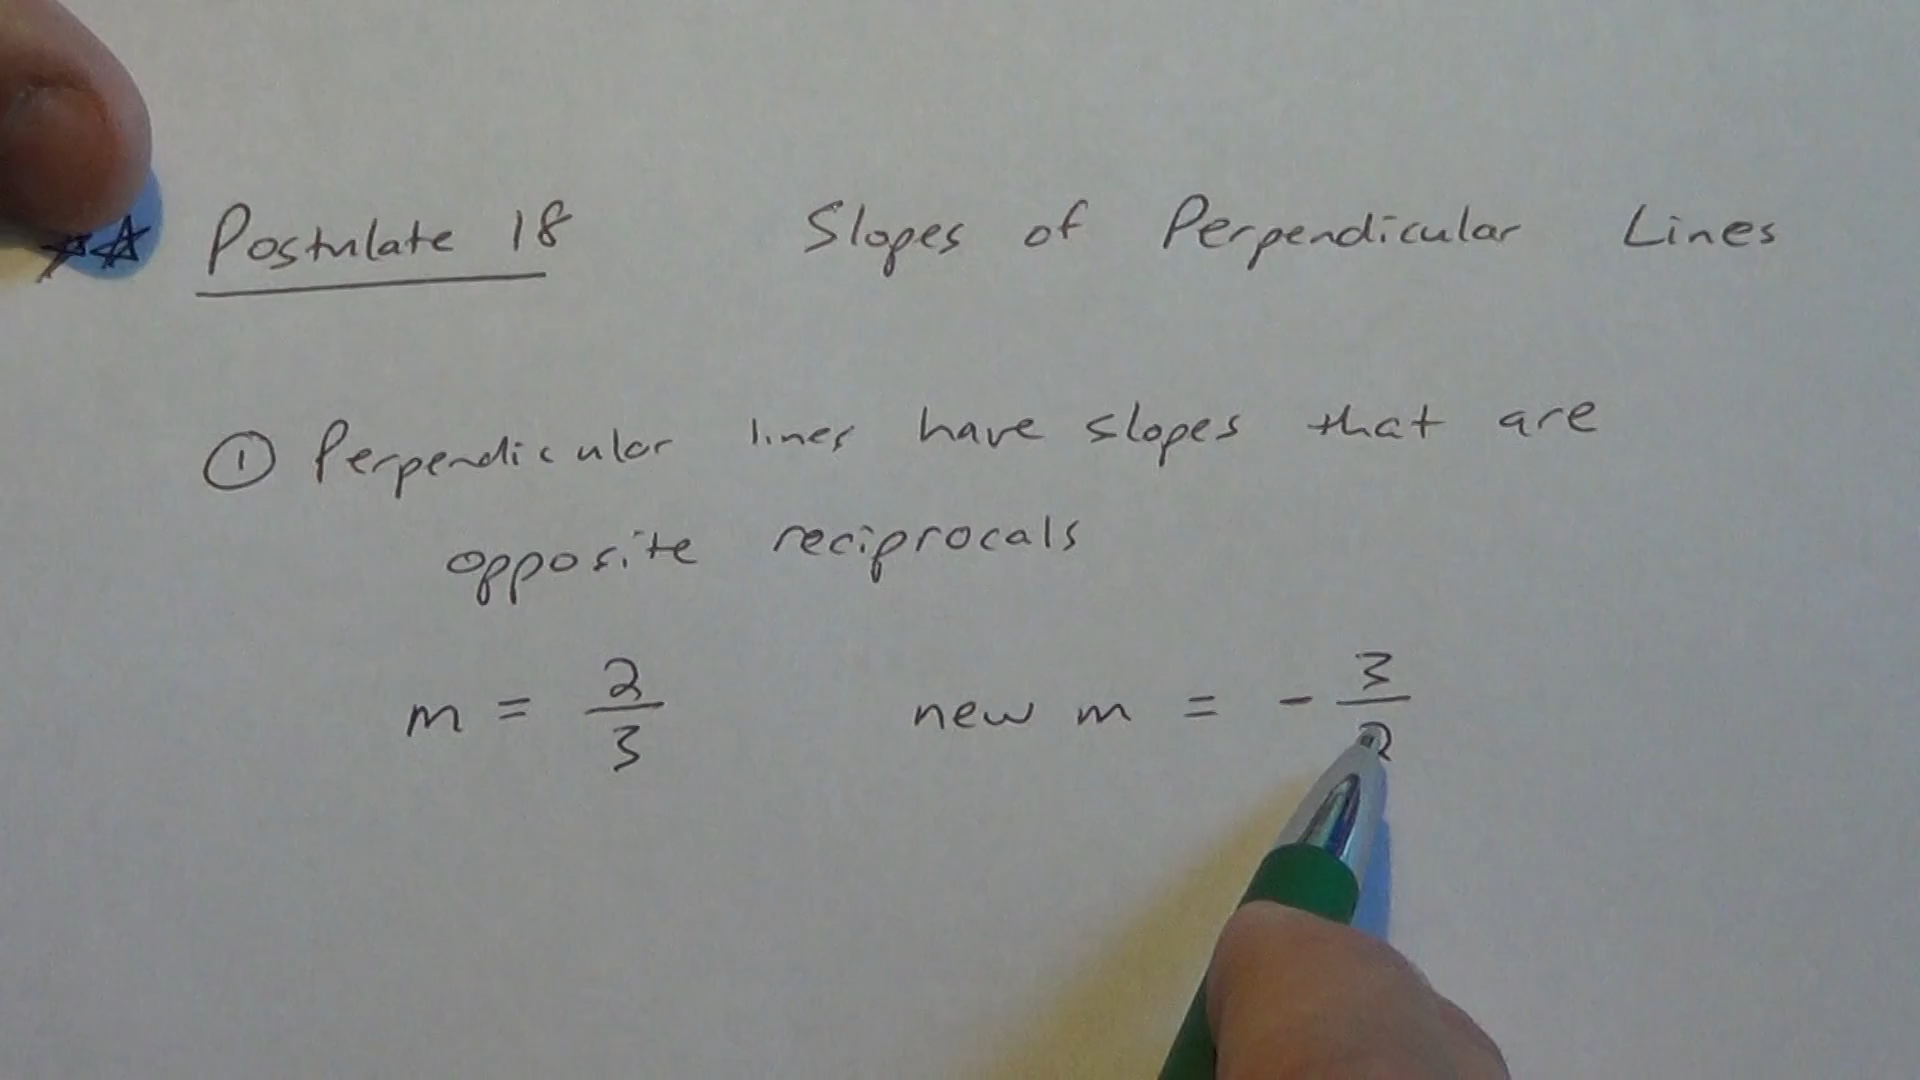 ☆☆ Postulate 18 Slopes of Perpendicular Lines
① Perpendicular lines have slopes that are
opposite reciprocals
m = 2/3 new m = - 3/2